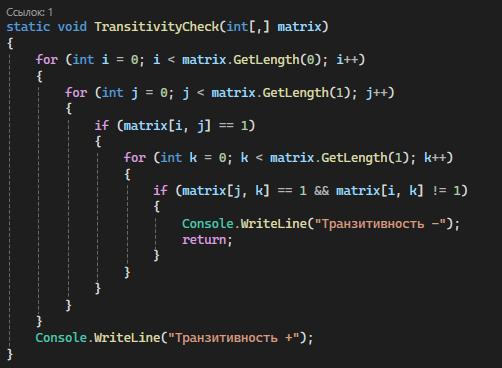 Ссылок: 1
static void TransitivityCheck(int[,] matrix)
{
    for (int i = 0; i < matrix.GetLength(0); i++)
    {
        for (int j = 0; j < matrix.GetLength(1); j++)
        {
            if (matrix[i, j] == 1)
            {
                for (int k = 0; k < matrix.GetLength(1); k++)
                {
                    if (matrix[j, k] == 1 && matrix[i, k] != 1)
                    {
                        Console.WriteLine("Транзитивность -");
                        return;
                    }
                }
            }
        }
    }
    Console.WriteLine("Транзитивность +");
}